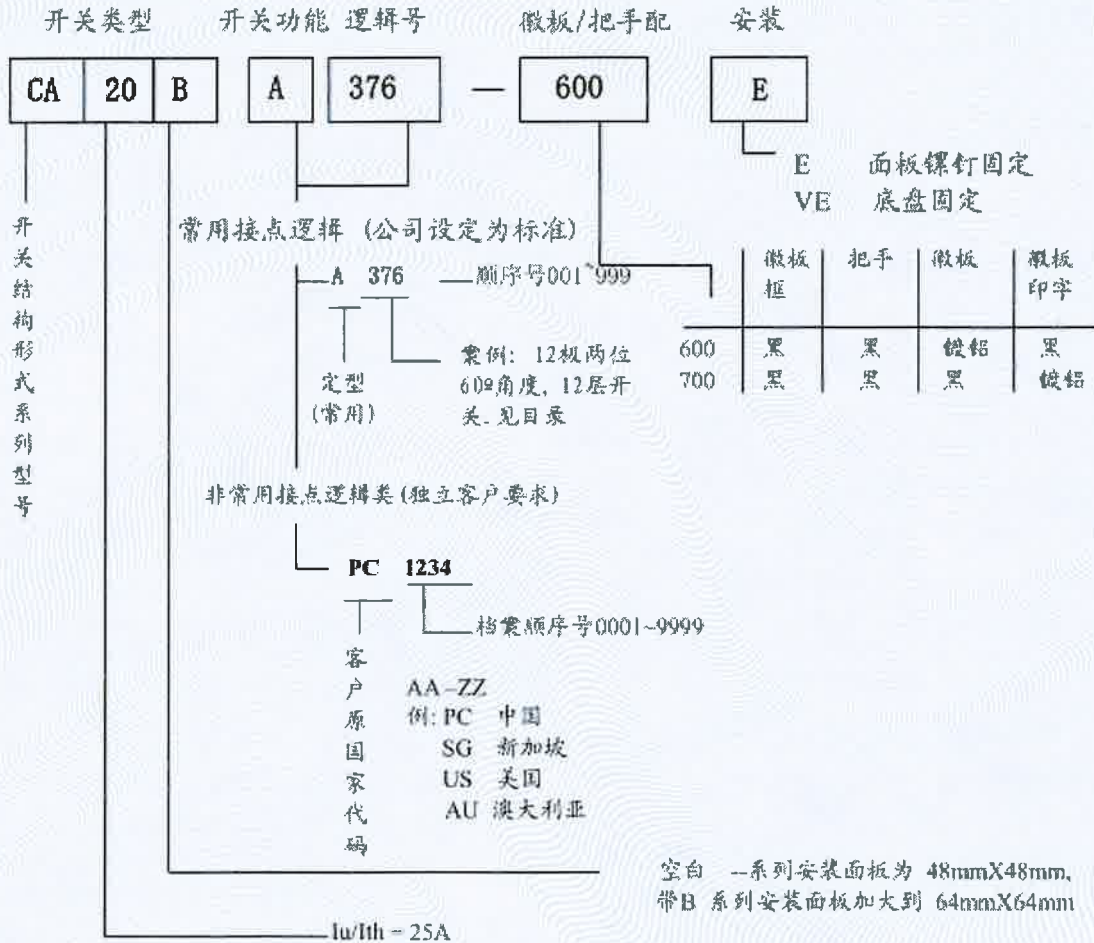 开关类型 开关功能 逻辑号 徽板/把手配 安装
CA 20 B A 376 — 600 E
E 面板镙钉固定
VE 底盘固定
开关结构形式系列型号
常用接点逻辑 (公司设定为标准)
A 376 顺序号001~999
定型
(常用)
案例: 12极两位
60º角度, 12层开
关. 见目录
徽板框 把手 徽板 徽板印字
600 黑 黑 镀铝 黑
700 黑 黑 黑 镀铝
非常用接点逻辑类(独立客户要求)
PC 1234
档案顺序号0001~9999
客户原国家代码
AA-ZZ
例: PC 中国
SG 新加坡
US 美国
AU 澳大利亚
空白 --系列安装面板为 48mmX48mm,
带B 系列安装面板加大到 64mmX64mm
Iu/Ith = 25A